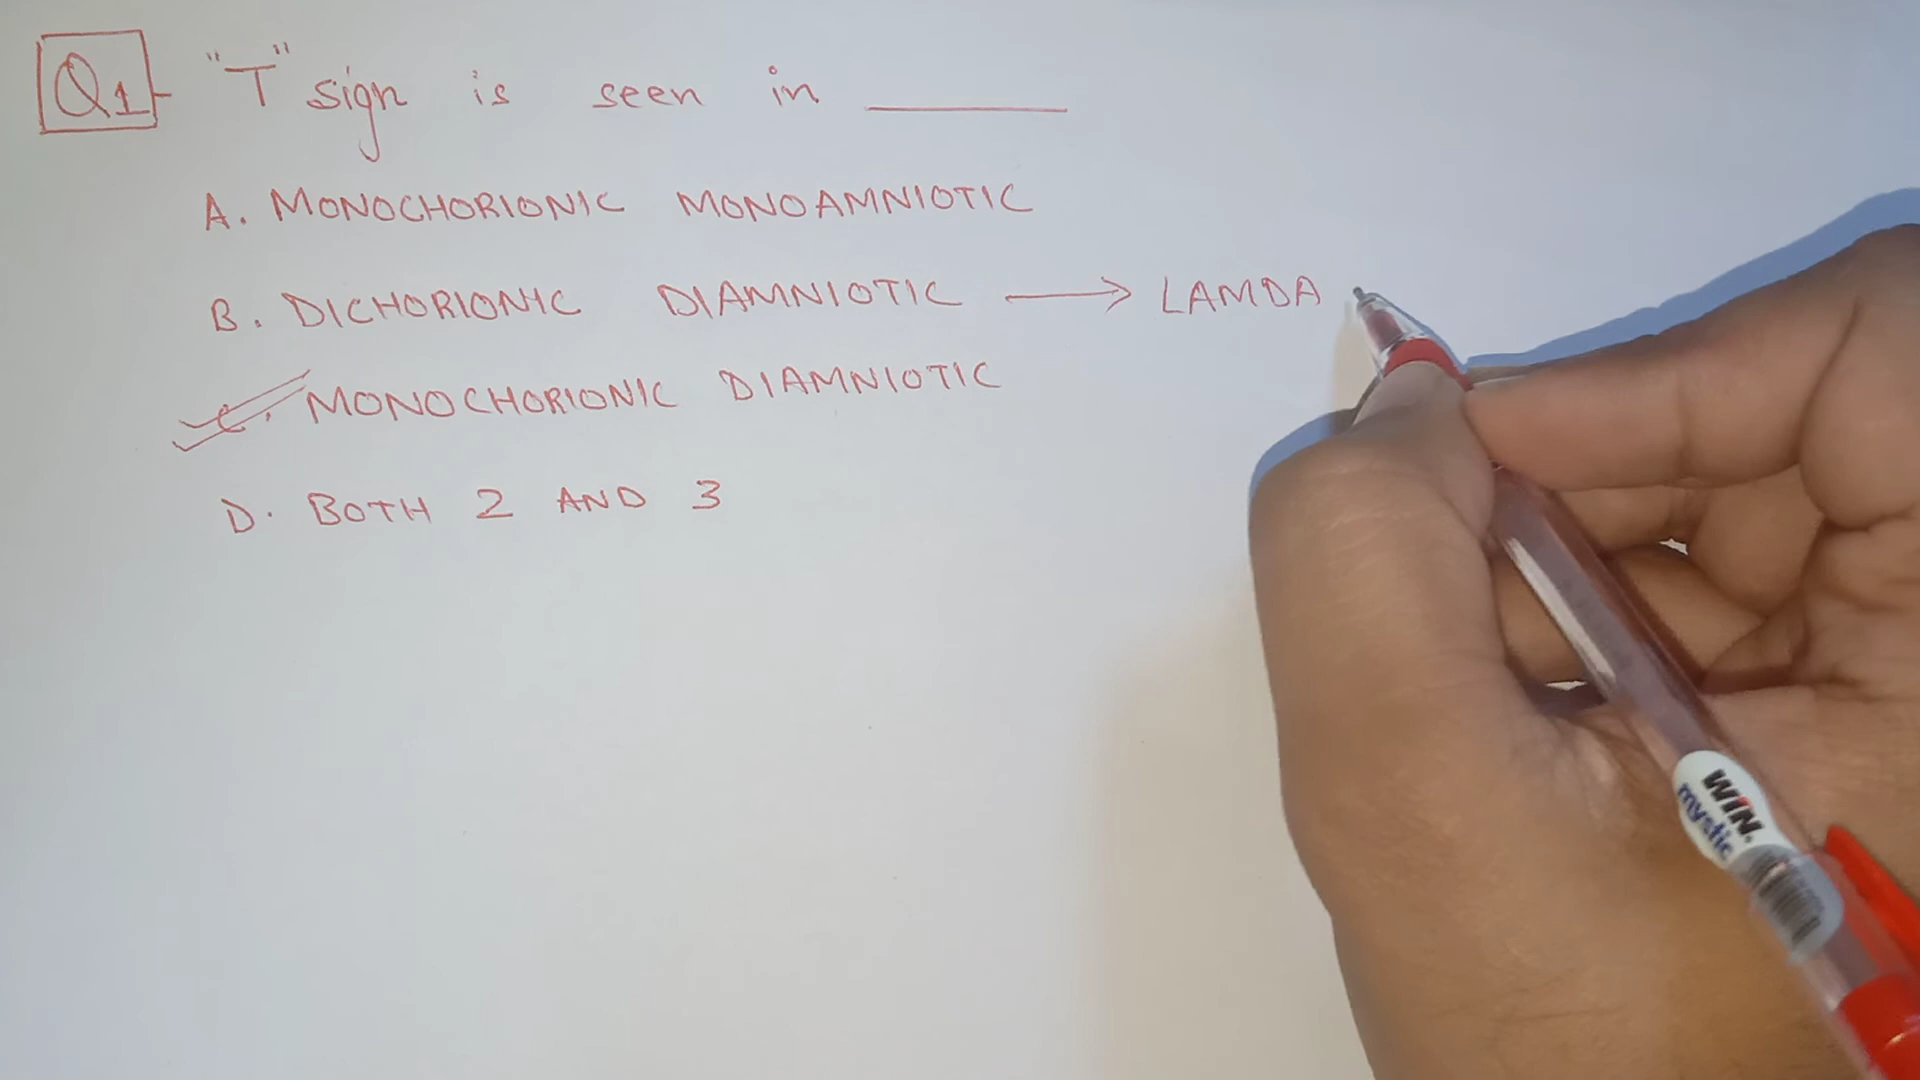 Q1- "T" sign is seen in ______
A. MONOCHORIONIC MONOAMNIOTIC
B. DICHORIONIC DIAMNIOTIC ⟶ LAMDA
C. MONOCHORIONIC DIAMNIOTIC
D. BOTH 2 AND 3
WIN
mystic